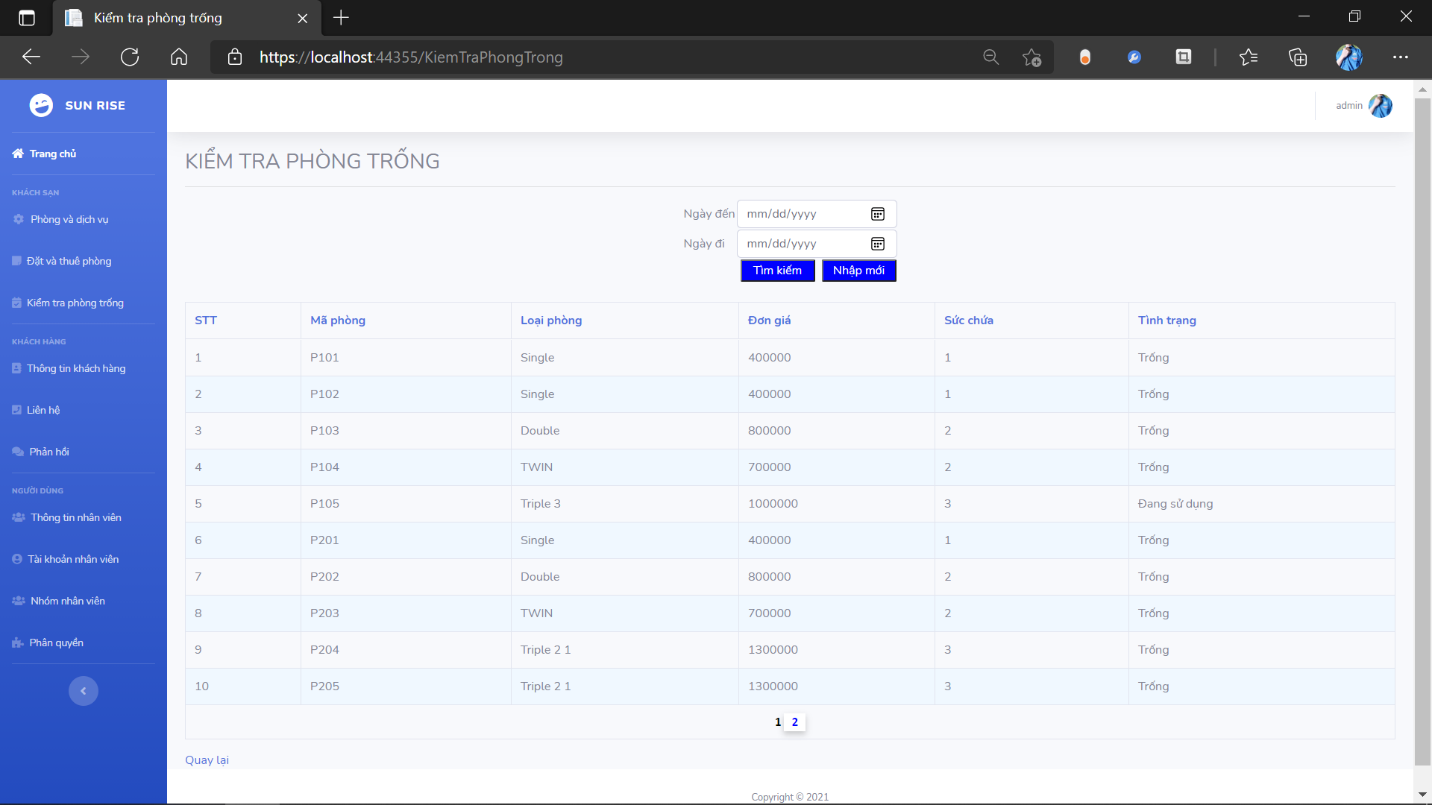 Kiểm tra phòng trống
https://localhost:44355/KiemTraPhongTrong
SUN RISE
admin
Trang chủ
KHÁCH SẠN
Phòng và dịch vụ
Đặt và thuê phòng
Kiểm tra phòng trống
KHÁCH HÀNG
Thông tin khách hàng
Liên hệ
Phản hồi
NGƯỜI DÙNG
Thông tin nhân viên
Tài khoản nhân viên
Nhóm nhân viên
Phân quyền
KIỂM TRA PHÒNG TRỐNG
Ngày đến mm/dd/yyyy
Ngày đi mm/dd/yyyy
Tìm kiếm Nhập mới
STT Mã phòng Loại phòng Đơn giá Sức chứa Tình trạng
1 P101 Single 400000 1 Trống
2 P102 Single 400000 1 Trống
3 P103 Double 800000 2 Trống
4 P104 TWIN 700000 2 Trống
5 P105 Triple 3 1000000 3 Đang sử dụng
6 P201 Single 400000 1 Trống
7 P202 Double 800000 2 Trống
8 P203 TWIN 700000 2 Trống
9 P204 Triple 2 1 1300000 3 Trống
10 P205 Triple 2 1 1300000 3 Trống
1 2
Quay lại
Copyright © 2021